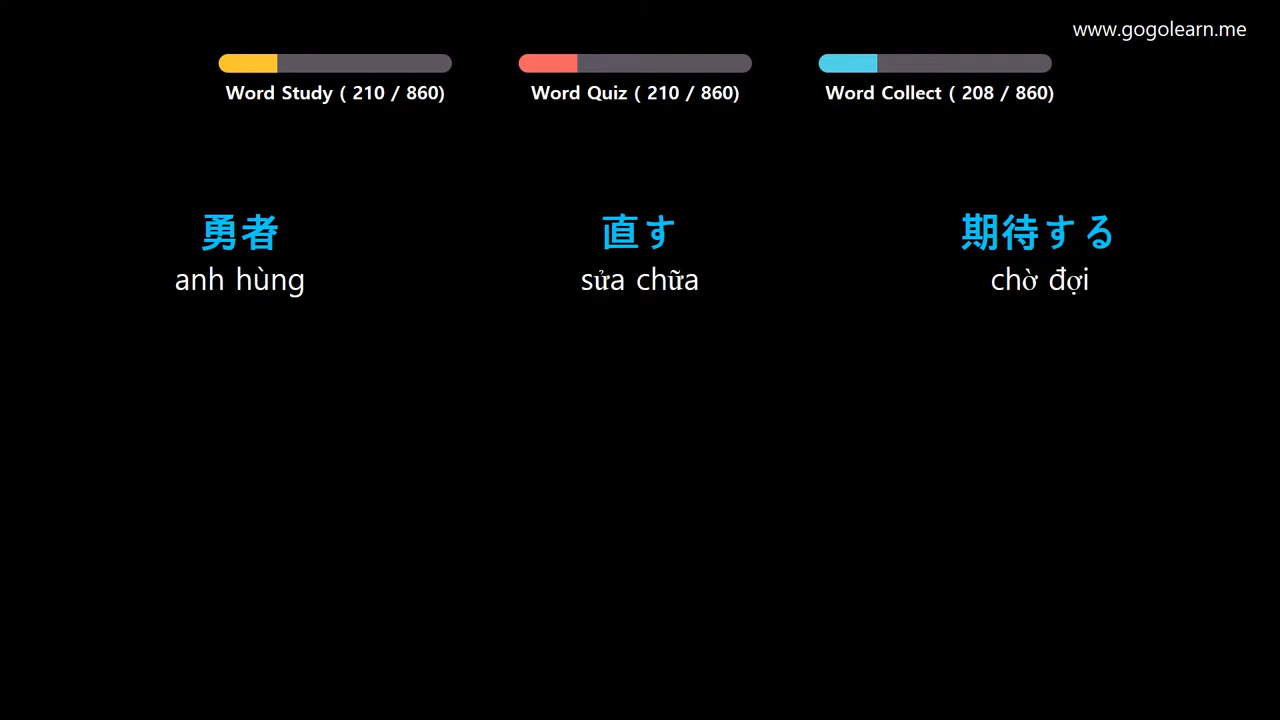 www.gogolearn.me
Word Study ( 210 / 860)
Word Quiz ( 210 / 860)
Word Collect ( 208 / 860)
勇者
anh hùng
直す
sửa chữa
期待する
chờ đợi